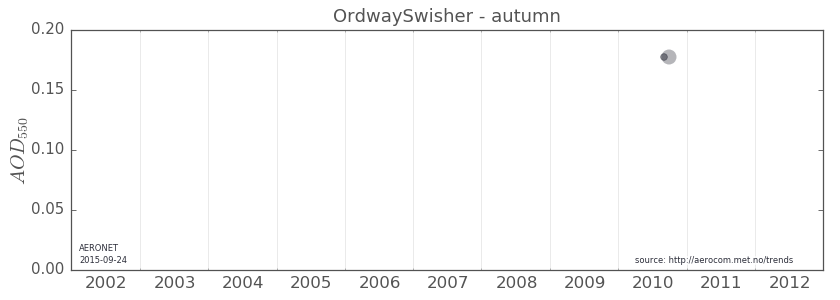 OrdwaySwisher - autumn
0.20
0.15
0.10
0.05
0.00
AOD550
AERONET
2015-09-24
source: http://aerocom.met.no/trends
2002 2003 2004 2005 2006 2007 2008 2009 2010 2011 2012